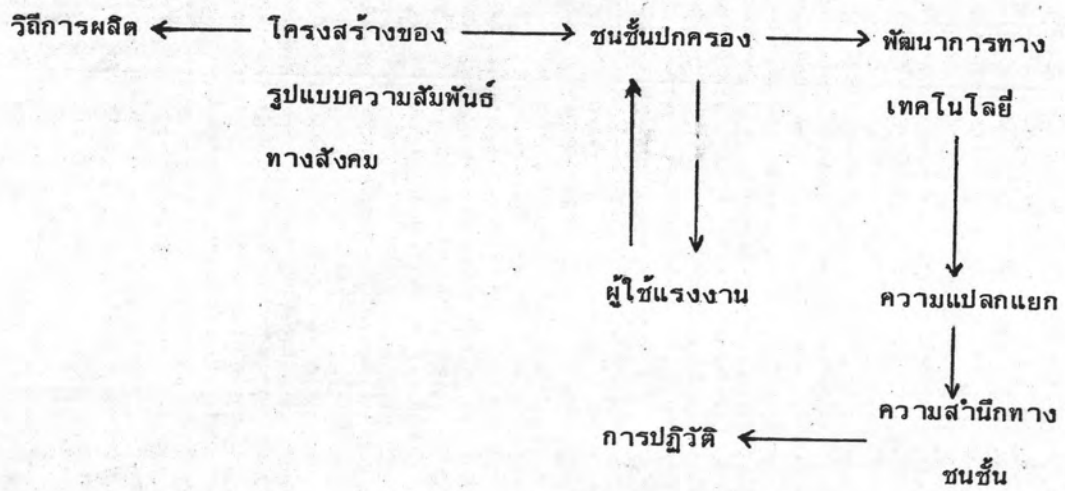 วิถีการผลิต
โครงสร้างของ
รูปแบบความสัมพันธ์
ทางสังคม
ชนชั้นปกครอง
พัฒนาการทาง
เทคโนโลยี่
ผู้ใช้แรงงาน
ความแปลกแยก
ความสำนึกทาง
ชนชั้น
การปฏิวัติ